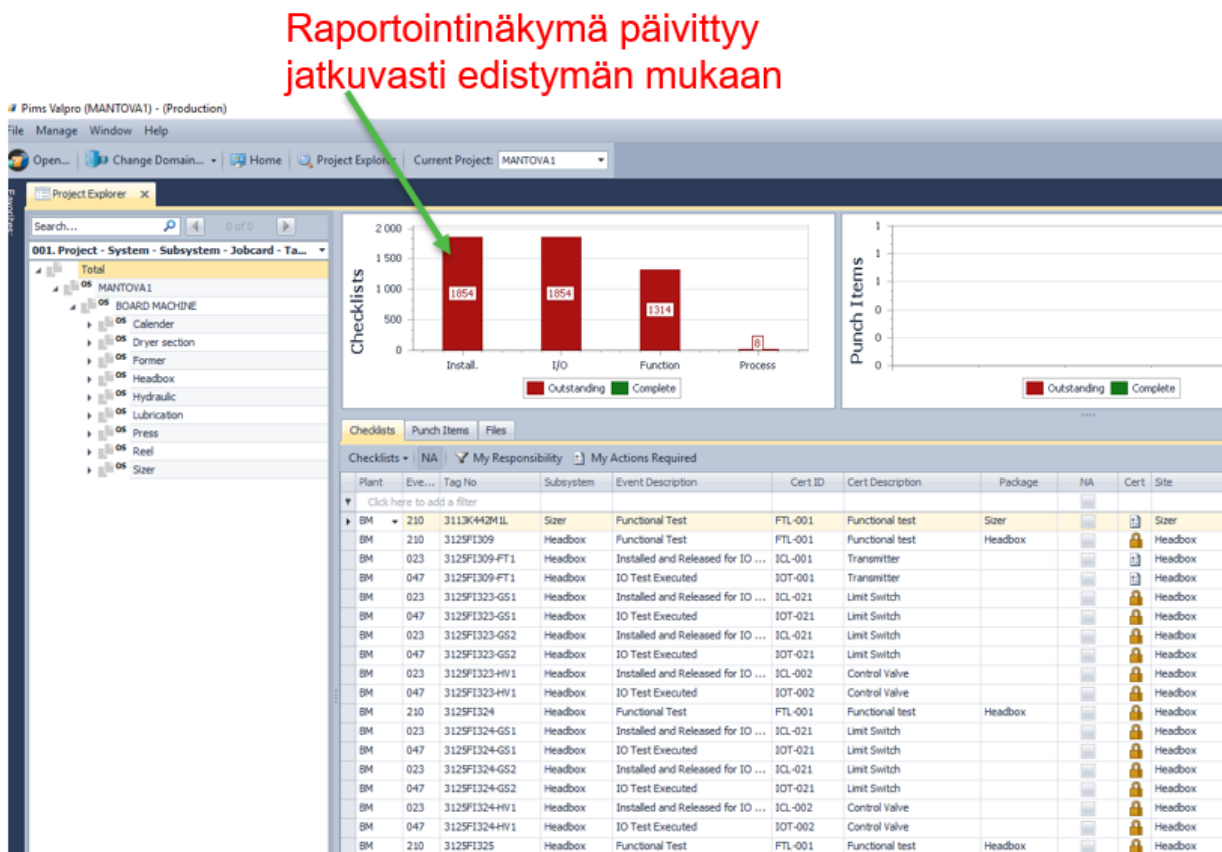 Raportointinäkymä päivittyy
jatkuvasti edistymän mukaan
Pims Valpro (MANTOVA1) - (Production)
File Manage Window Help
Open... Change Domain... Home Project Explorer Current Project: MANTOVA1
Favorites
Project Explorer
Search... 0 of 0
001. Project - System - Subsystem - Jobcard - Ta...
Total
OS MANTOVA1
OS BOARD MACHINE
OS Calender
OS Dryer section
OS Former
OS Headbox
OS Hydraulic
OS Lubrication
OS Press
OS Reel
OS Sizer
Checklists
2 000
1 500
1 000
500
0
1854 1854 1314 8
Install. I/O Function Process
Outstanding Complete
Punch Items
1
1
1
0
0
0
Outstanding Complete
Checklists Punch Items Files
Checklists NA My Responsibility My Actions Required
Plant Eve... Tag No Subsystem Event Description Cert ID Cert Description Package NA Cert Site
Click here to add a filter
BM 210 3113K442M1L Sizer Functional Test FTL-001 Functional test Sizer Sizer
BM 210 3125FI309 Headbox Functional Test FTL-001 Functional test Headbox Headbox
BM 023 3125FI309-FT1 Headbox Installed and Released for IO ... ICL-001 Transmitter Headbox
BM 047 3125FI309-FT1 Headbox IO Test Executed IOT-001 Transmitter Headbox
BM 023 3125FI323-GS1 Headbox Installed and Released for IO ... ICL-021 Limit Switch Headbox
BM 047 3125FI323-GS1 Headbox IO Test Executed IOT-021 Limit Switch Headbox
BM 023 3125FI323-GS2 Headbox Installed and Released for IO ... ICL-021 Limit Switch Headbox
BM 047 3125FI323-GS2 Headbox IO Test Executed IOT-021 Limit Switch Headbox
BM 023 3125FI323-HV1 Headbox Installed and Released for IO ... ICL-002 Control Valve Headbox
BM 047 3125FI323-HV1 Headbox IO Test Executed IOT-002 Control Valve Headbox
BM 210 3125FI324 Headbox Functional Test FTL-001 Functional test Headbox Headbox
BM 023 3125FI324-GS1 Headbox Installed and Released for IO ... ICL-021 Limit Switch Headbox
BM 047 3125FI324-GS1 Headbox IO Test Executed IOT-021 Limit Switch Headbox
BM 023 3125FI324-GS2 Headbox Installed and Released for IO ... ICL-021 Limit Switch Headbox
BM 047 3125FI324-GS2 Headbox IO Test Executed IOT-021 Limit Switch Headbox
BM 023 3125FI324-HV1 Headbox Installed and Released for IO ... ICL-002 Control Valve Headbox
BM 047 3125FI324-HV1 Headbox IO Test Executed IOT-002 Control Valve Headbox
BM 210 3125FI325 Headbox Functional Test FTL-001 Functional test Headbox Headbox